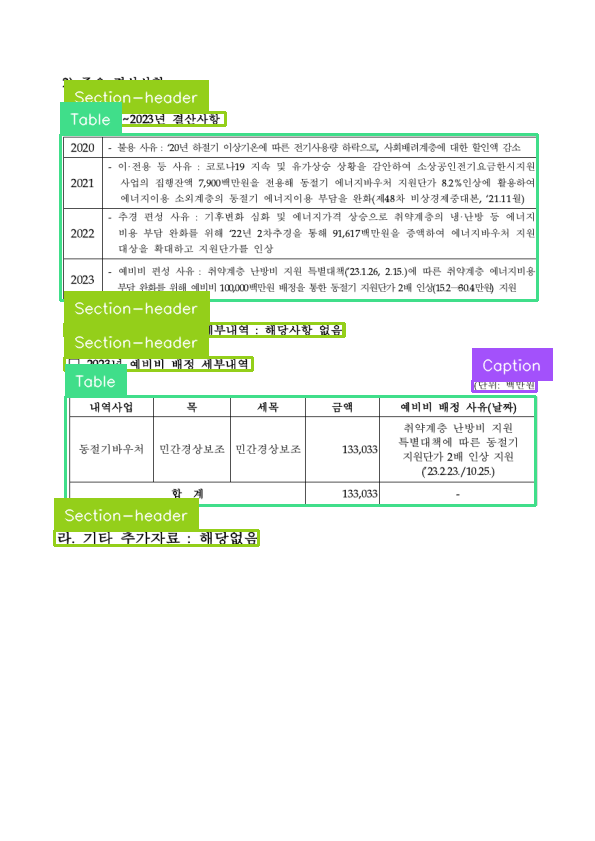 Section-header
Table
~2023년 결산사항
2020 - 불용 사유 : '20년 하절기 이상기온에 따른 전기사용량 하락으로, 사회배려계층에 대한 할인액 감소
2021 - 이·전용 등 사유 : 코로나19 지속 및 유가상승 상황을 감안하여 소상공인전기요금한시지원
사업의 집행잔액 7,900백만원을 전용해 동절기 에너지바우처 지원단가 8.2%인상에 활용하여
에너지이용 소외계층의 동절기 에너지이용 부담을 완화(제48차 비상경제중대본, '21.11월)
2022 - 추경 편성 사유 : 기후변화 심화 및 에너지가격 상승으로 취약계층의 냉·난방 등 에너지
비용 부담 완화를 위해 '22년 2차추경을 통해 91,617백만원을 증액하여 에너지바우처 지원
대상을 확대하고 지원단가를 인상
2023 - 예비비 편성 사유 : 취약계층 난방비 지원 특별대책('23.1.26, 2.15.)에 따른 취약계층 에너지비용
부담 완화를 위해 예비비 100,000백만원 배정을 통한 동절기 지원단가 2배 인상(15.2→30.4만원) 지원
Section-header
세부내역 : 해당사항 없음
Section-header
□ 2023년 예비비 배정 세부내역
Caption
Table
(단위: 백만원
내역사업 목 세목 금액 예비비 배정 사유(날짜)
동절기바우처 민간경상보조 민간경상보조 133,033 취약계층 난방비 지원
특별대책에 따른 동절기
지원단가 2배 인상 지원
('23.2.23./10.25.)
합 계 133,033 -
Section-header
라. 기타 추가자료 : 해당없음